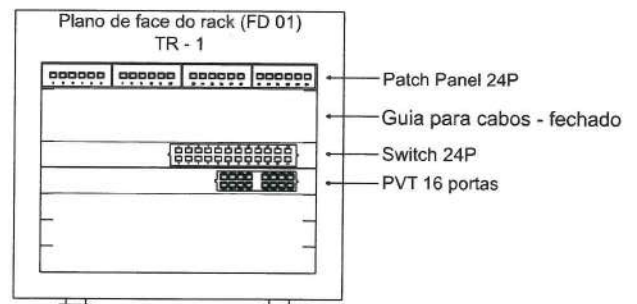 Plano de face do rack (FD 01)
TR - 1
Patch Panel 24P
Guia para cabos - fechado
Switch 24P
PVT 16 portas